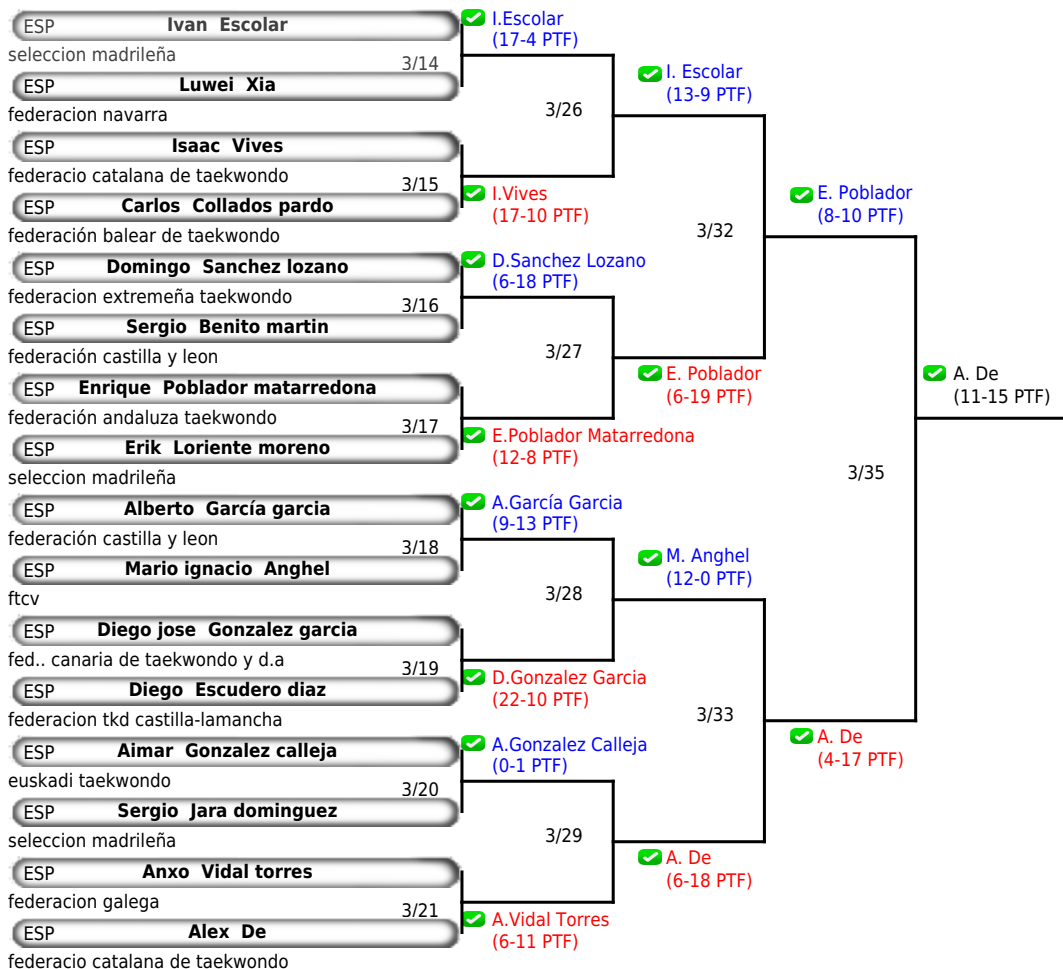 ESP Ivan Escolar
seleccion madrileña
3/14
ESP Luwei Xia
federacion navarra
ESP Isaac Vives
federacio catalana de taekwondo
3/15
ESP Carlos Collados pardo
federación balear de taekwondo
ESP Domingo Sanchez lozano
federacion extremeña taekwondo
3/16
ESP Sergio Benito martin
federación castilla y leon
ESP Enrique Poblador matarredona
federación andaluza taekwondo
3/17
ESP Erik Loriente moreno
seleccion madrileña
ESP Alberto García garcia
federación castilla y leon
3/18
ESP Mario ignacio Anghel
ftcv
ESP Diego jose Gonzalez garcia
fed.. canaria de taekwondo y d.a
3/19
ESP Diego Escudero diaz
federacion tkd castilla-lamancha
ESP Aimar Gonzalez calleja
euskadi taekwondo
3/20
ESP Sergio Jara dominguez
seleccion madrileña
ESP Anxo Vidal torres
federacion galega
3/21
ESP Alex De
federacio catalana de taekwondo
I.Escolar
(17-4 PTF)
3/26
I.Vives
(17-10 PTF)
D.Sanchez Lozano
(6-18 PTF)
3/27
E.Poblador Matarredona
(12-8 PTF)
A.García Garcia
(9-13 PTF)
3/28
D.Gonzalez Garcia
(22-10 PTF)
A.Gonzalez Calleja
(0-1 PTF)
3/29
A.Vidal Torres
(6-11 PTF)
I. Escolar
(13-9 PTF)
3/32
E. Poblador
(6-19 PTF)
M. Anghel
(12-0 PTF)
3/33
A. De
(6-18 PTF)
E. Poblador
(8-10 PTF)
3/35
A. De
(4-17 PTF)
A. De
(11-15 PTF)